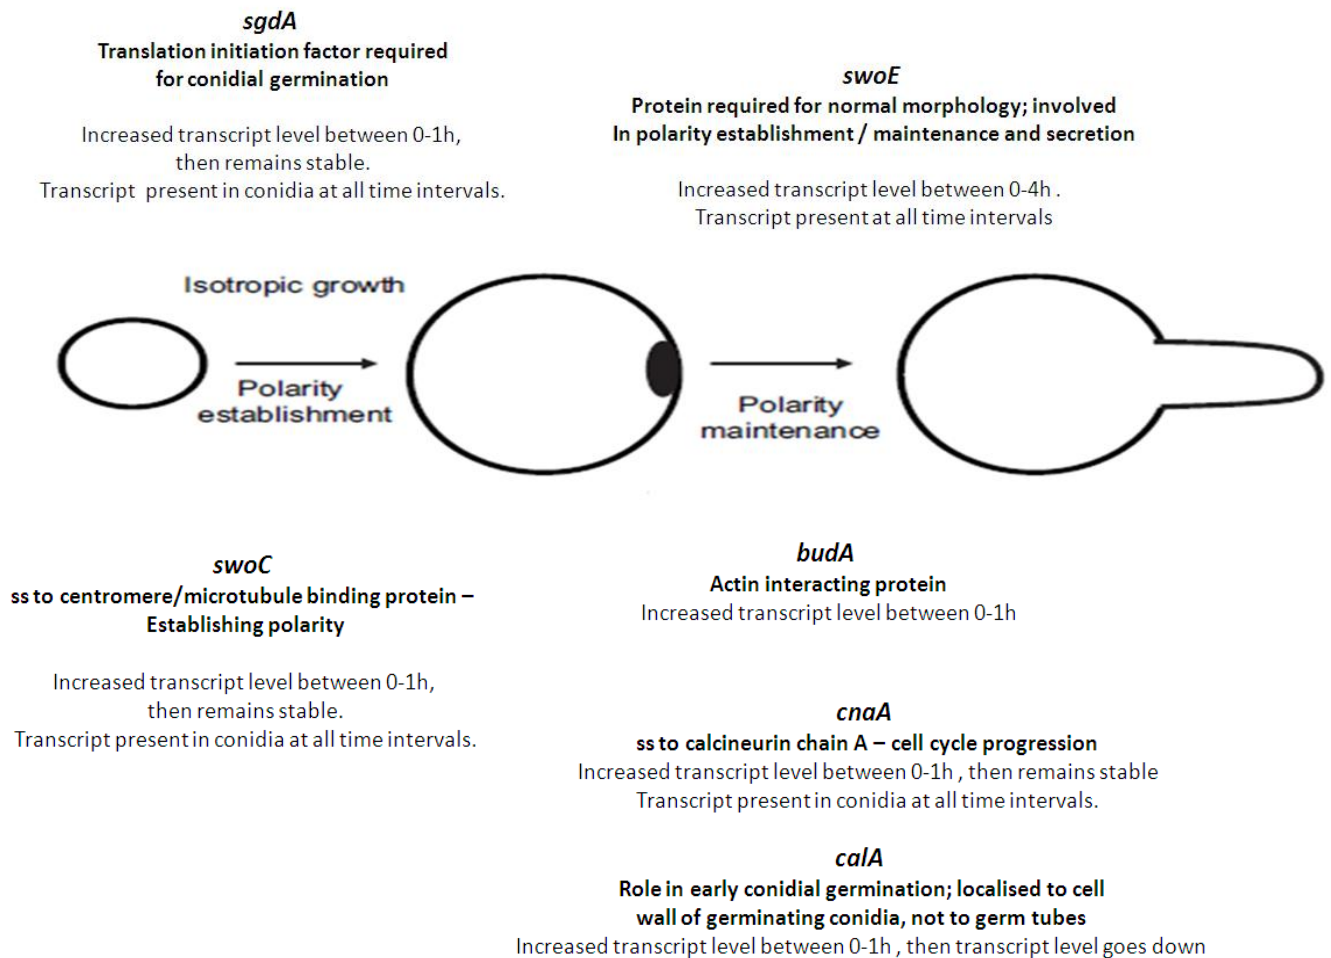 sgdA
Translation initiation factor required
for conidial germination
Increased transcript level between 0-1h,
then remains stable.
Transcript present in conidia at all time intervals.
swoE
Protein required for normal morphology; involved
In polarity establishment / maintenance and secretion
Increased transcript level between 0-4h .
Transcript present at all time intervals
Isotropic growth
Polarity
establishment
Polarity
maintenance
swoC
ss to centromere/microtubule binding protein –
Establishing polarity
Increased transcript level between 0-1h,
then remains stable.
Transcript present in conidia at all time intervals.
budA
Actin interacting protein
Increased transcript level between 0-1h
cnaA
ss to calcineurin chain A – cell cycle progression
Increased transcript level between 0-1h , then remains stable
Transcript present in conidia at all time intervals.
calA
Role in early conidial germination; localised to cell
wall of germinating conidia, not to germ tubes
Increased transcript level between 0-1h , then transcript level goes down